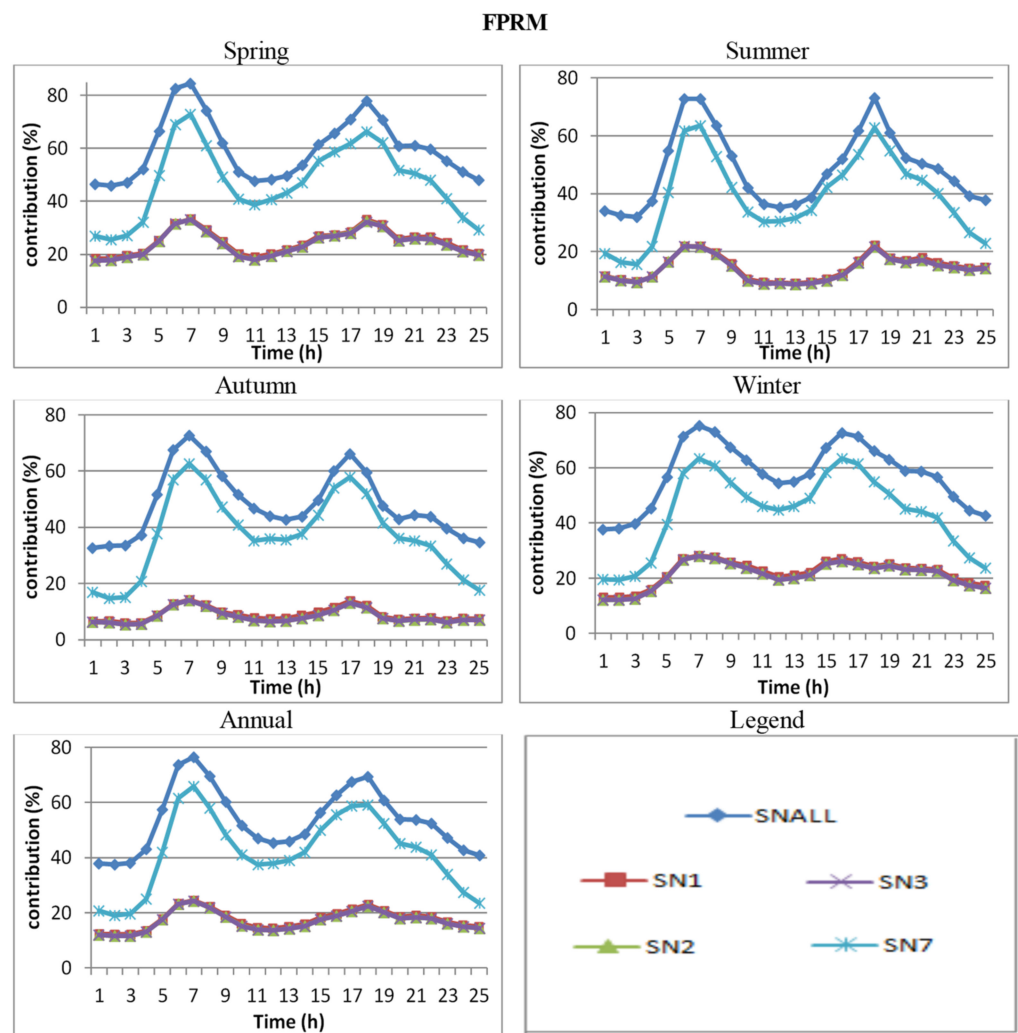 FPRM
Spring
contribution (%)
80
60
40
20
0
1 3 5 7 9 11 13 15 17 19 21 23 25
Time (h)
Summer
contribution (%)
80
60
40
20
0
1 3 5 7 9 11 13 15 17 19 21 23 25
Time (h)
Autumn
contribution (%)
80
60
40
20
0
1 3 5 7 9 11 13 15 17 19 21 23 25
Time (h)
Winter
contribution (%)
80
60
40
20
0
1 3 5 7 9 11 13 15 17 19 21 23 25
Time (h)
Annual
contribution (%)
80
60
40
20
0
1 3 5 7 9 11 13 15 17 19 21 23 25
Time (h)
Legend
SNALL
SN1 SN3
SN2 SN7